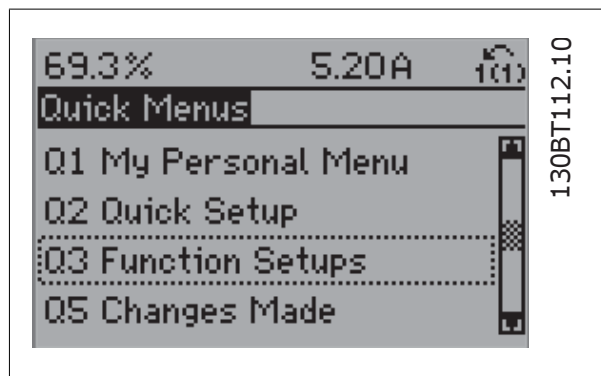 69.3% 5.20A 1(1)
Quick Menus
Q1 My Personal Menu
Q2 Quick Setup
Q3 Function Setups
Q5 Changes Made
130BT112.10